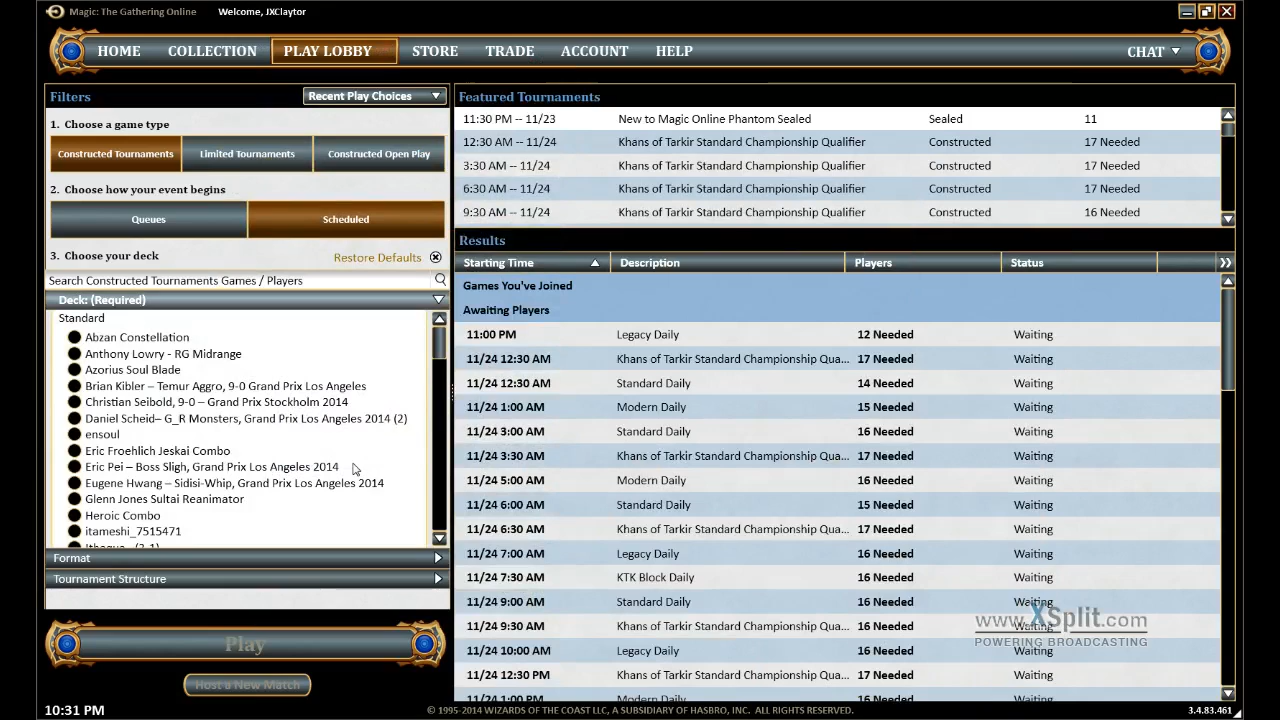 Magic: The Gathering Online Welcome, JXClaytor
HOME COLLECTION PLAY LOBBY STORE TRADE ACCOUNT HELP CHAT
Filters Recent Play Choices
1. Choose a game type
Constructed Tournaments Limited Tournaments Constructed Open Play
2. Choose how your event begins
Queues Scheduled
3. Choose your deck Restore Defaults
Search Constructed Tournaments Games / Players
Deck: (Required)
Standard
Abzan Constellation
Anthony Lowry - RG Midrange
Azorius Soul Blade
Brian Kibler – Temur Aggro, 9-0 Grand Prix Los Angeles
Christian Seibold, 9-0 – Grand Prix Stockholm 2014
Daniel Scheid– G_R Monsters, Grand Prix Los Angeles 2014 (2)
ensoul
Eric Froehlich Jeskai Combo
Eric Pei – Boss Sligh, Grand Prix Los Angeles 2014
Eugene Hwang – Sidisi-Whip, Grand Prix Los Angeles 2014
Glenn Jones Sultai Reanimator
Heroic Combo
itameshi_7515471
Format
Tournament Structure
Play
Host a New Match
10:31 PM
Featured Tournaments
11:30 PM -- 11/23 New to Magic Online Phantom Sealed Sealed 11
12:30 AM -- 11/24 Khans of Tarkir Standard Championship Qualifier Constructed 17 Needed
3:30 AM -- 11/24 Khans of Tarkir Standard Championship Qualifier Constructed 17 Needed
6:30 AM -- 11/24 Khans of Tarkir Standard Championship Qualifier Constructed 17 Needed
9:30 AM -- 11/24 Khans of Tarkir Standard Championship Qualifier Constructed 16 Needed
Results
Starting Time Description Players Status
Games You've Joined
Awaiting Players
11:00 PM Legacy Daily 12 Needed Waiting
11/24 12:30 AM Khans of Tarkir Standard Championship Qua... 17 Needed Waiting
11/24 12:30 AM Standard Daily 14 Needed Waiting
11/24 1:00 AM Modern Daily 15 Needed Waiting
11/24 3:00 AM Standard Daily 16 Needed Waiting
11/24 3:30 AM Khans of Tarkir Standard Championship Qua... 17 Needed Waiting
11/24 5:00 AM Modern Daily 16 Needed Waiting
11/24 6:00 AM Standard Daily 15 Needed Waiting
11/24 6:30 AM Khans of Tarkir Standard Championship Qua... 17 Needed Waiting
11/24 7:00 AM Legacy Daily 16 Needed Waiting
11/24 7:30 AM KTK Block Daily 16 Needed Waiting
11/24 9:00 AM Standard Daily 16 Needed Waiting
11/24 9:30 AM Khans of Tarkir Standard Championship Qua... 16 Needed Waiting
11/24 10:00 AM Legacy Daily 16 Needed Waiting
11/24 12:30 PM Khans of Tarkir Standard Championship Qua... 16 Needed Waiting
11/24 1:00 PM Modern Daily 16 Needed Waiting
www.XSplit.com
POWERING BROADCASTING
© 1995-2014 WIZARDS OF THE COAST LLC, A SUBSIDIARY OF HASBRO, INC. ALL RIGHTS RESERVED. 3.4.83.461